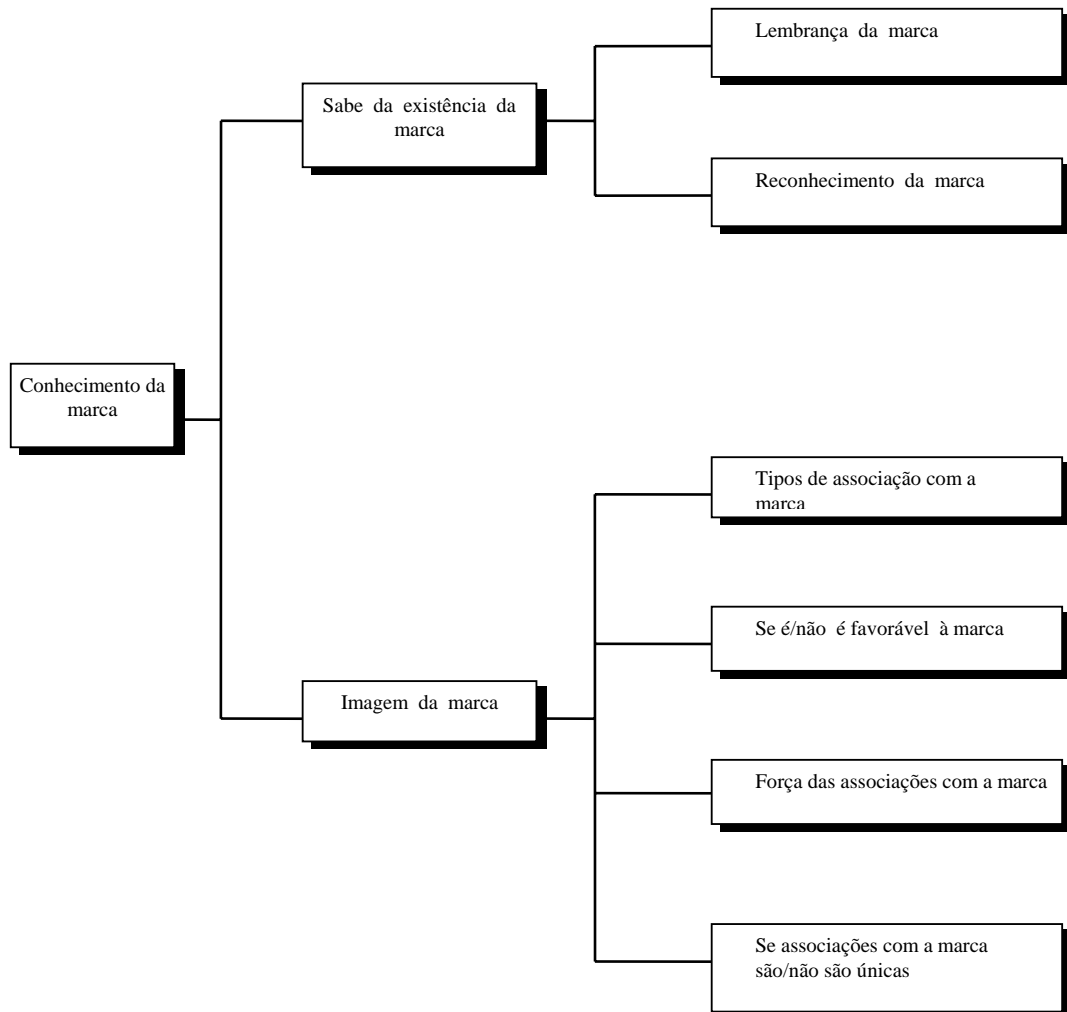 Lembrança da marca
Sabe da existência da
marca
Reconhecimento da marca
Conhecimento da
marca
Tipos de associação com a
marca
Se é/não é favorável à marca
Imagem da marca
Força das associações com a marca
Se associações com a marca
são/não são únicas